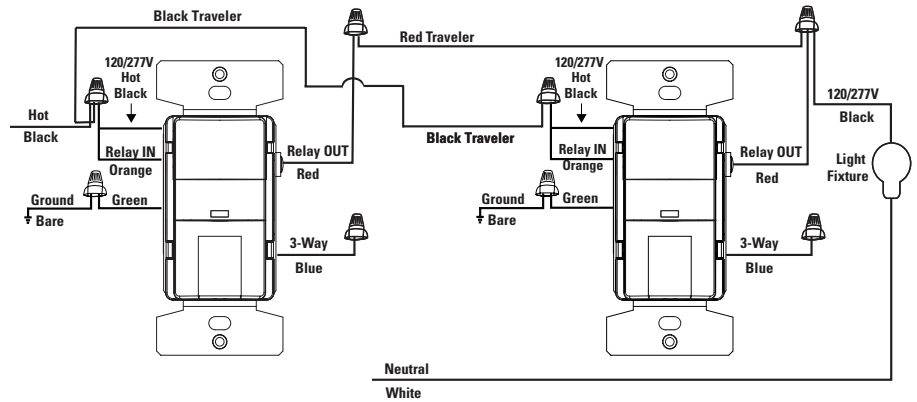 Black Traveler
Red Traveler
120/277V
Hot
Black
120/277V
Hot
Black
120/277V
Black
Hot
Black
Black Traveler
Relay IN
Orange
Relay OUT
Red
Relay IN
Orange
Relay OUT
Red
Light
Fixture
Ground
Bare
Green
Ground
Bare
Green
3-Way
Blue
3-Way
Blue
Neutral
White